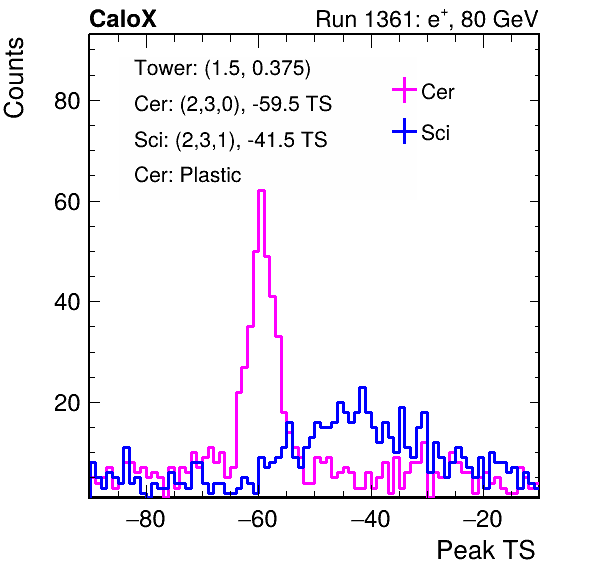 CaloX Run 1361: e+, 80 GeV
Counts
Tower: (1.5, 0.375)
Cer: (2,3,0), -59.5 TS
Sci: (2,3,1), -41.5 TS
Cer: Plastic
Cer
Sci
80
60
40
20
−80 −60 −40 −20
Peak TS